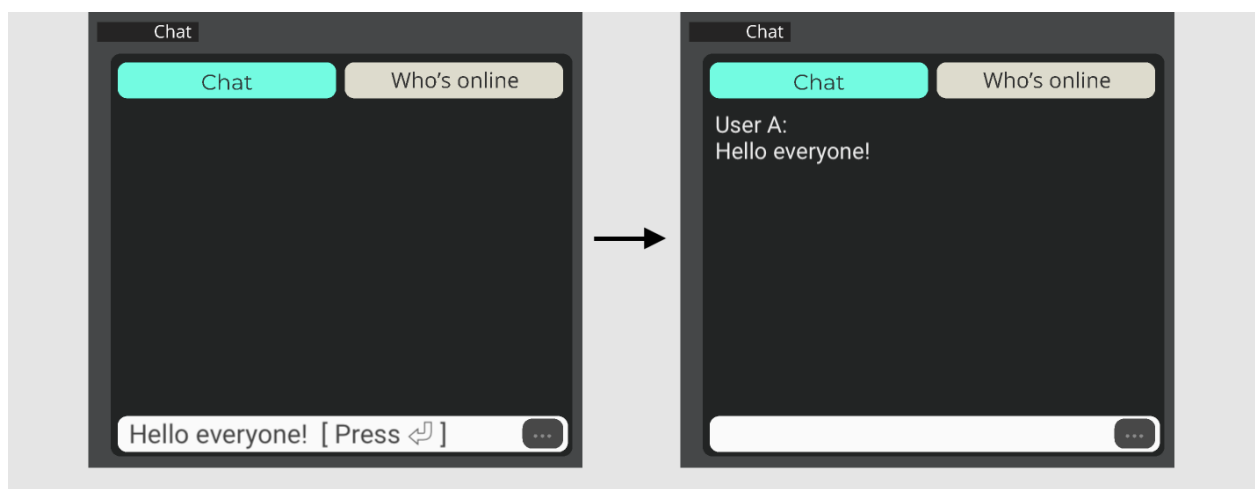 Chat
Chat
Who's online
Hello everyone! [ Press ⏎ ]
...
Chat
Chat
Who's online
User A:
Hello everyone!
...